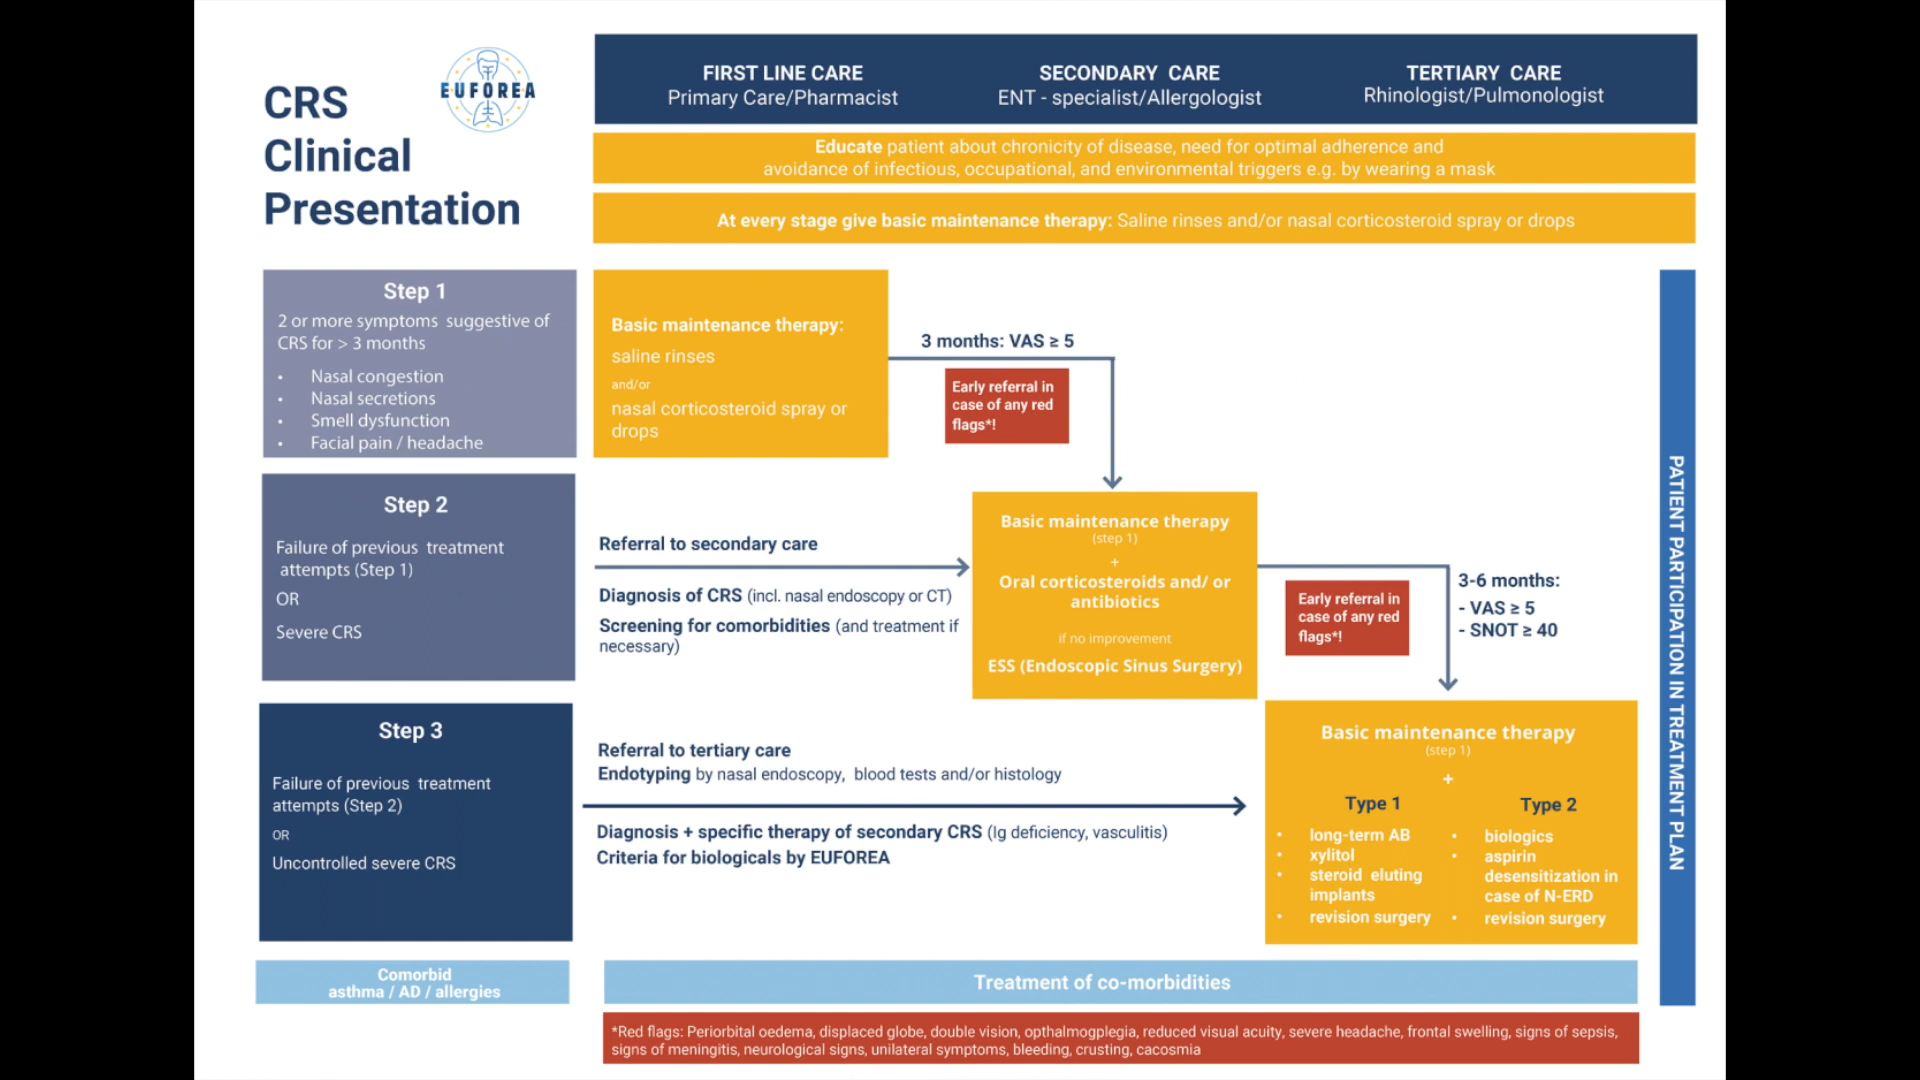 CRS
Clinical
Presentation
EUFOREA
FIRST LINE CARE
Primary Care/Pharmacist
SECONDARY CARE
ENT - specialist/Allergologist
TERTIARY CARE
Rhinologist/Pulmonologist
Educate patient about chronicity of disease, need for optimal adherence and
avoidance of infectious, occupational, and environmental triggers e.g. by wearing a mask
At every stage give basic maintenance therapy: Saline rinses and/or nasal corticosteroid spray or drops
Step 1
2 or more symptoms suggestive of
CRS for > 3 months
• Nasal congestion
• Nasal secretions
• Smell dysfunction
• Facial pain / headache
Basic maintenance therapy:
saline rinses
and/or
nasal corticosteroid spray or
drops
3 months: VAS ≥ 5
Early referral in
case of any red
flags*!
Step 2
Failure of previous treatment
attempts (Step 1)
OR
Severe CRS
Referral to secondary care
Diagnosis of CRS (incl. nasal endoscopy or CT)
Screening for comorbidities (and treatment if
necessary)
Basic maintenance therapy
(step 1)
+
Oral corticosteroids and/ or
antibiotics
if no improvement
ESS (Endoscopic Sinus Surgery)
Early referral in
case of any red
flags*!
3-6 months:
- VAS ≥ 5
- SNOT ≥ 40
Step 3
Failure of previous treatment
attempts (Step 2)
OR
Uncontrolled severe CRS
Referral to tertiary care
Endotyping by nasal endoscopy, blood tests and/or histology
Diagnosis + specific therapy of secondary CRS (Ig deficiency, vasculitis)
Criteria for biologicals by EUFOREA
Basic maintenance therapy
(step 1)
+
Type 1
• long-term AB
• xylitol
• steroid eluting
implants
• revision surgery
Type 2
• biologics
• aspirin
desensitization in
case of N-ERD
• revision surgery
PATIENT PARTICIPATION IN TREATMENT PLAN
Comorbid
asthma / AD / allergies
Treatment of co-morbidities
*Red flags: Periorbital oedema, displaced globe, double vision, opthalmogplegia, reduced visual acuity, severe headache, frontal swelling, signs of sepsis,
signs of meningitis, neurological signs, unilateral symptoms, bleeding, crusting, cacosmia